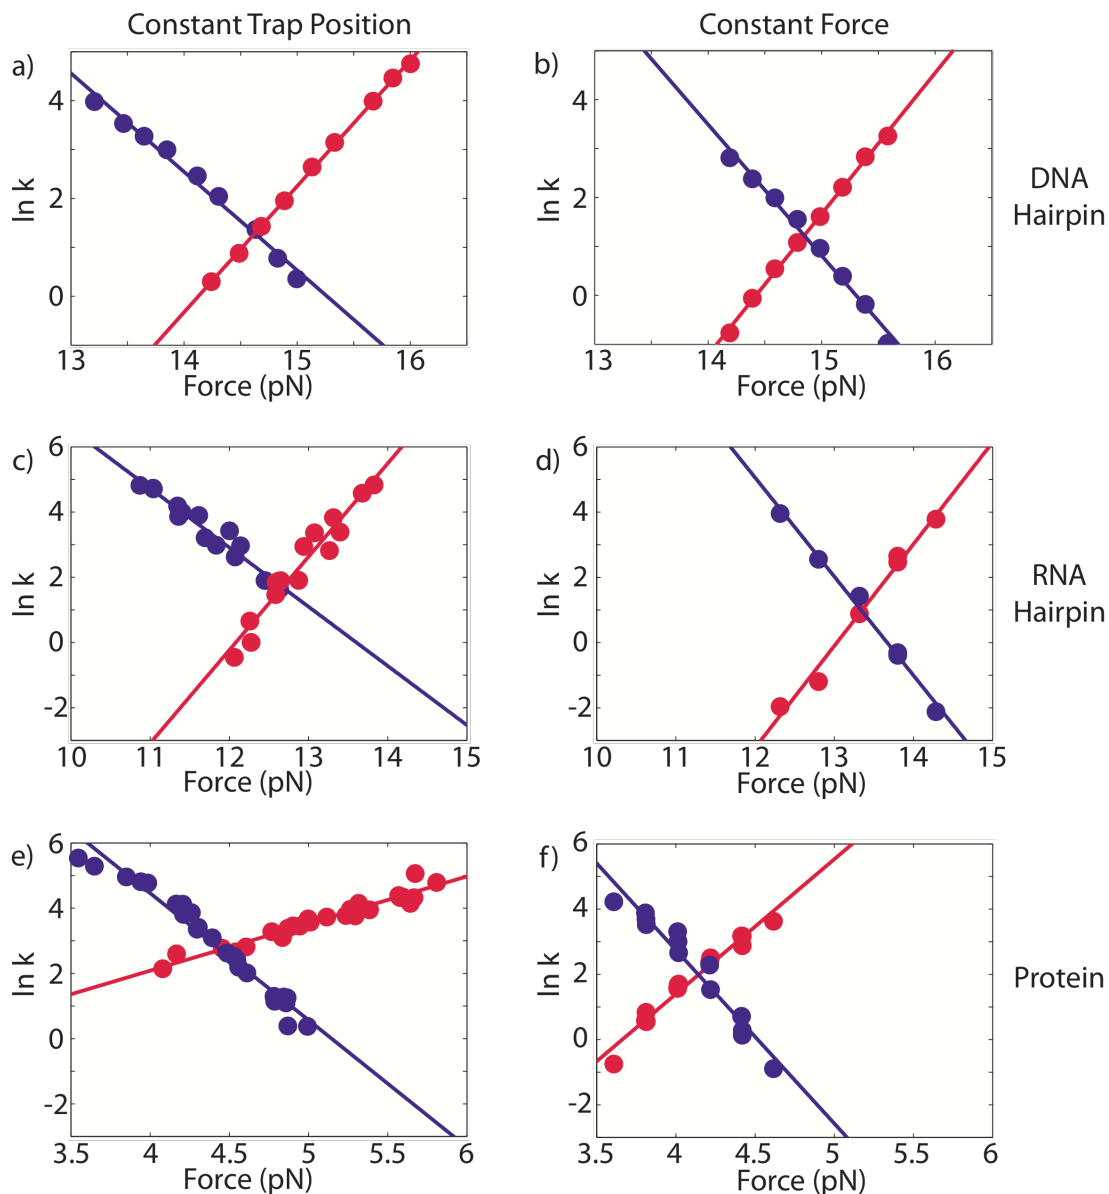 Constant Trap Position
Constant Force
a)
ln k
4
2
0
13 14 15 16
Force (pN)
b)
ln k
4
2
0
13 14 15 16
Force (pN)
DNA
Hairpin
c)
ln k
6
4
2
0
-2
10 11 12 13 14 15
Force (pN)
d)
ln k
6
4
2
0
-2
10 11 12 13 14 15
Force (pN)
RNA
Hairpin
e)
ln k
6
4
2
0
-2
3.5 4 4.5 5 5.5 6
Force (pN)
f)
ln k
6
4
2
0
-2
3.5 4 4.5 5 5.5 6
Force (pN)
Protein